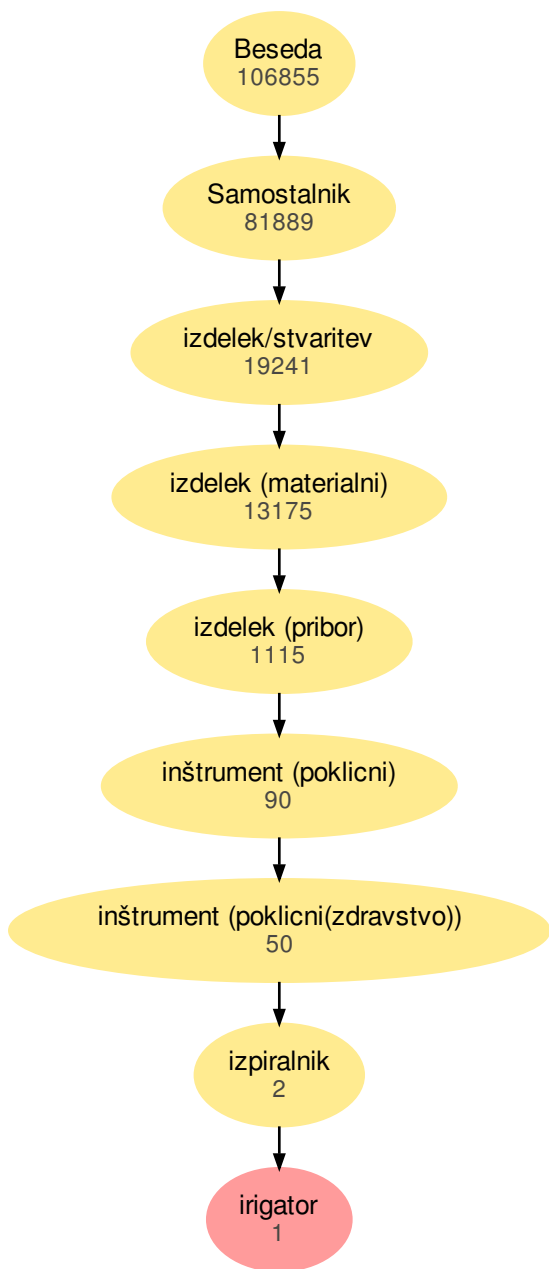 Beseda
106855
Samostalnik
81889
izdelek/stvaritev
19241
izdelek (materialni)
13175
izdelek (pribor)
1115
inštrument (poklicni)
90
inštrument (poklicni(zdravstvo))
50
izpiralnik
2
irigator
1